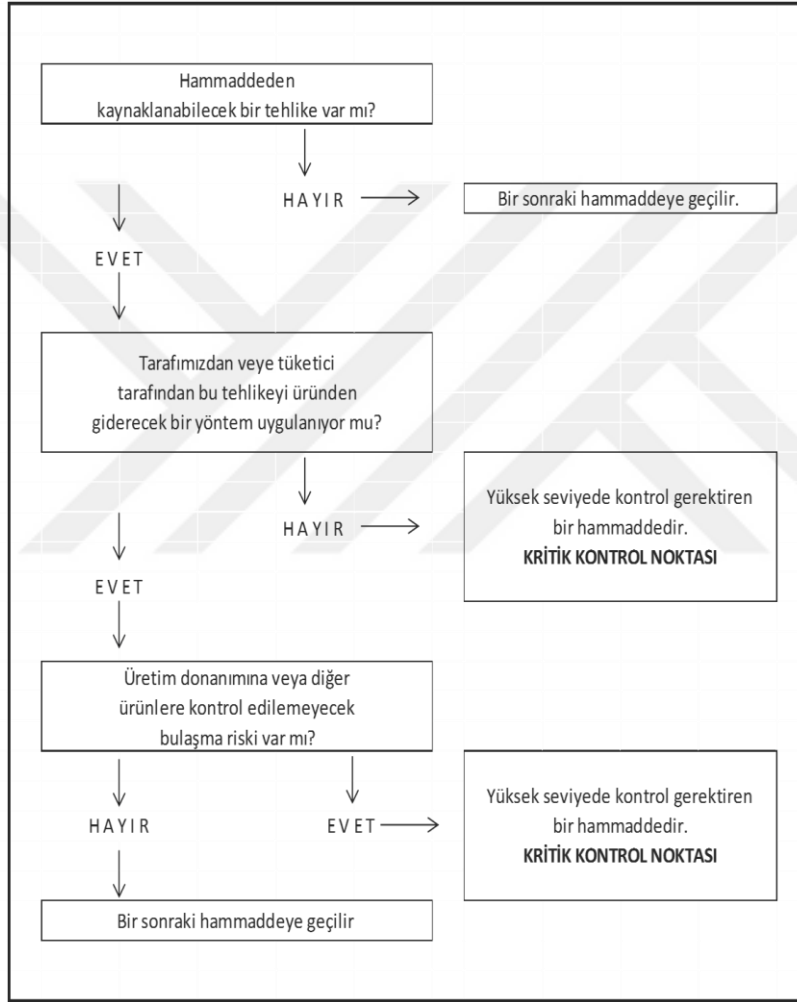 Hammaddeden
kaynaklanabilecek bir tehlike var mı?
HAYIR
Bir sonraki hammaddeye geçilir.
EVET
Tarafımızdan veye tüketici
tarafından bu tehlikeyi üründen
giderecek bir yöntem uygulanıyor mu?
HAYIR
Yüksek seviyede kontrol gerektiren
bir hammaddedir.
KRİTİK KONTROL NOKTASI
EVET
Üretim donanımına veya diğer
ürünlere kontrol edilemeyecek
bulaşma riski var mı?
HAYIR
EVET
Yüksek seviyede kontrol gerektiren
bir hammaddedir.
KRİTİK KONTROL NOKTASI
Bir sonraki hammaddeye geçilir